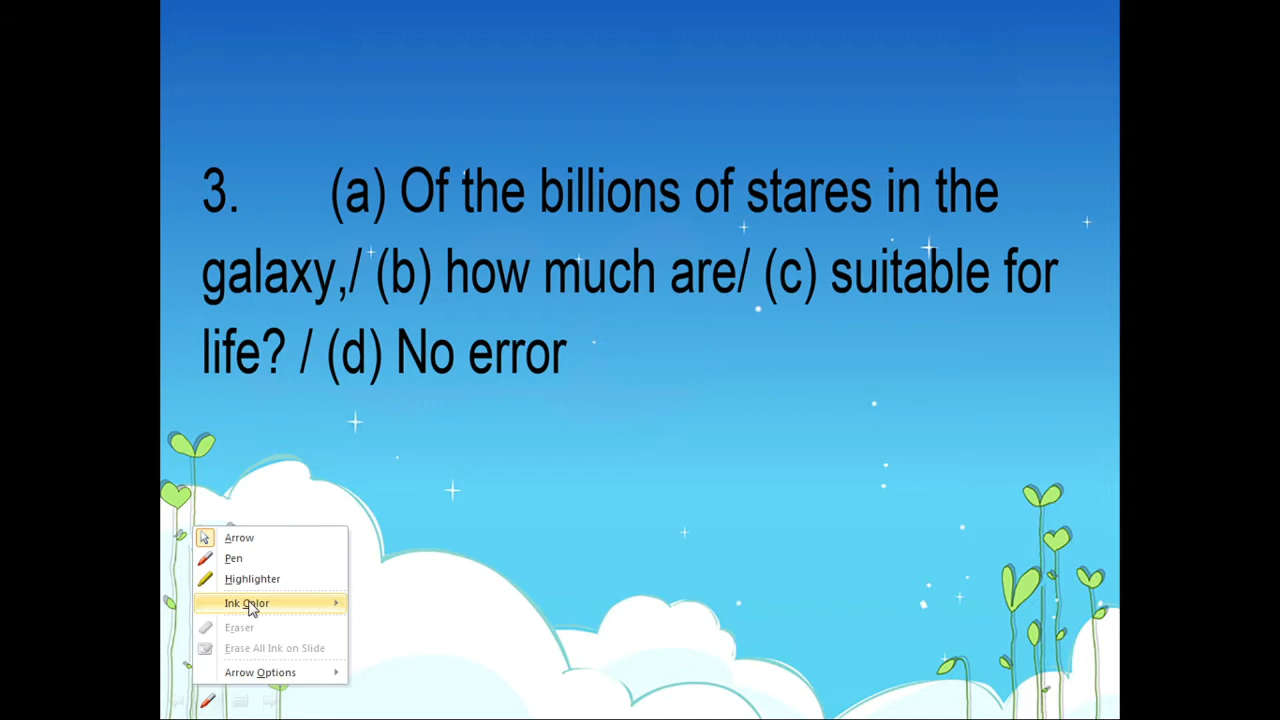 3. (a) Of the billions of stares in the
galaxy,/ (b) how much are/ (c) suitable for
life? / (d) No error
Arrow
Pen
Highlighter
Ink Color
Eraser
Erase All Ink on Slide
Arrow Options